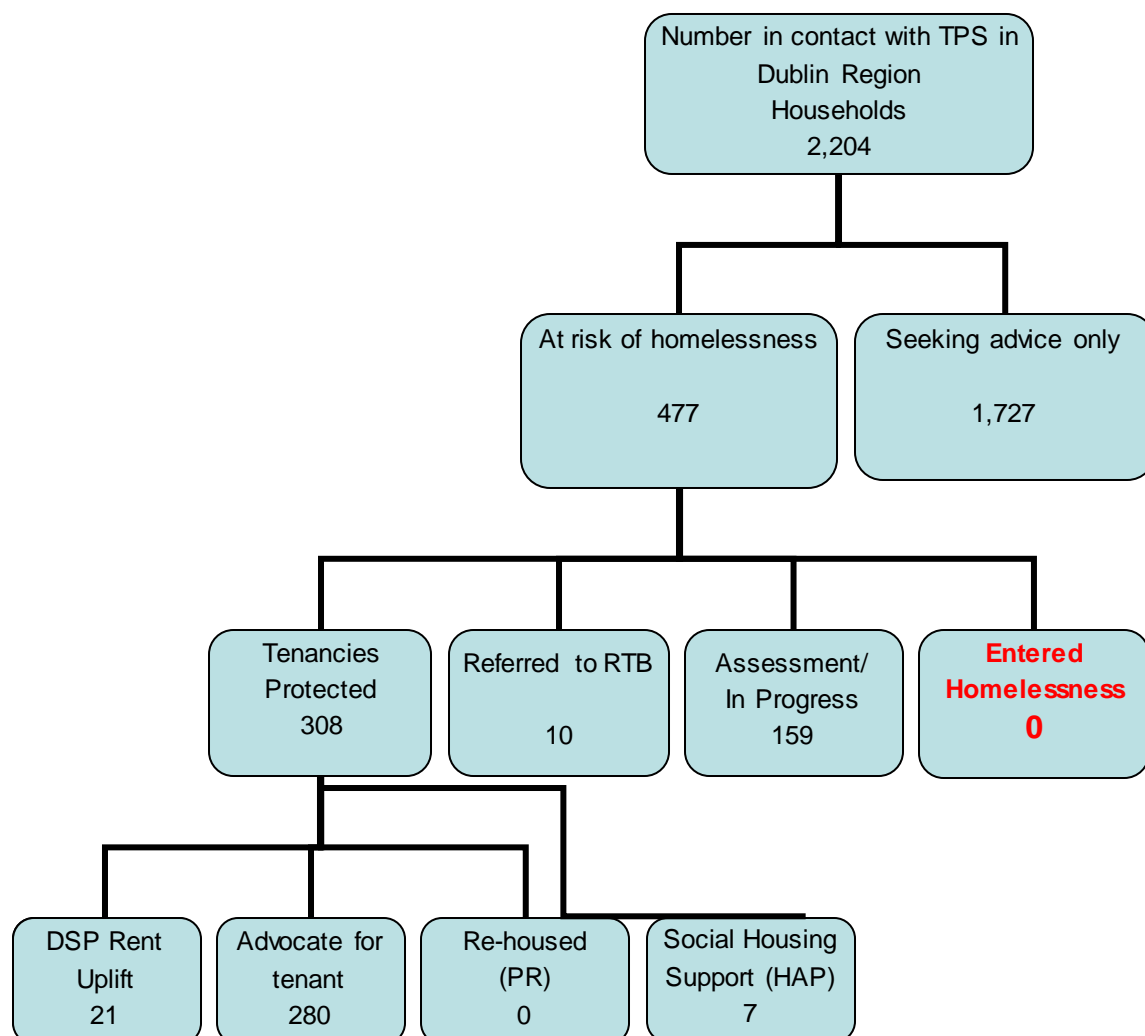 Number in contact with TPS in
Dublin Region
Households
2,204
At risk of homelessness
477
Seeking advice only
1,727
Tenancies
Protected
308
Referred to RTB
10
Assessment/
In Progress
159
Entered
Homelessness
0
DSP Rent
Uplift
21
Advocate for
tenant
280
Re-housed
(PR)
0
Social Housing
Support (HAP)
7